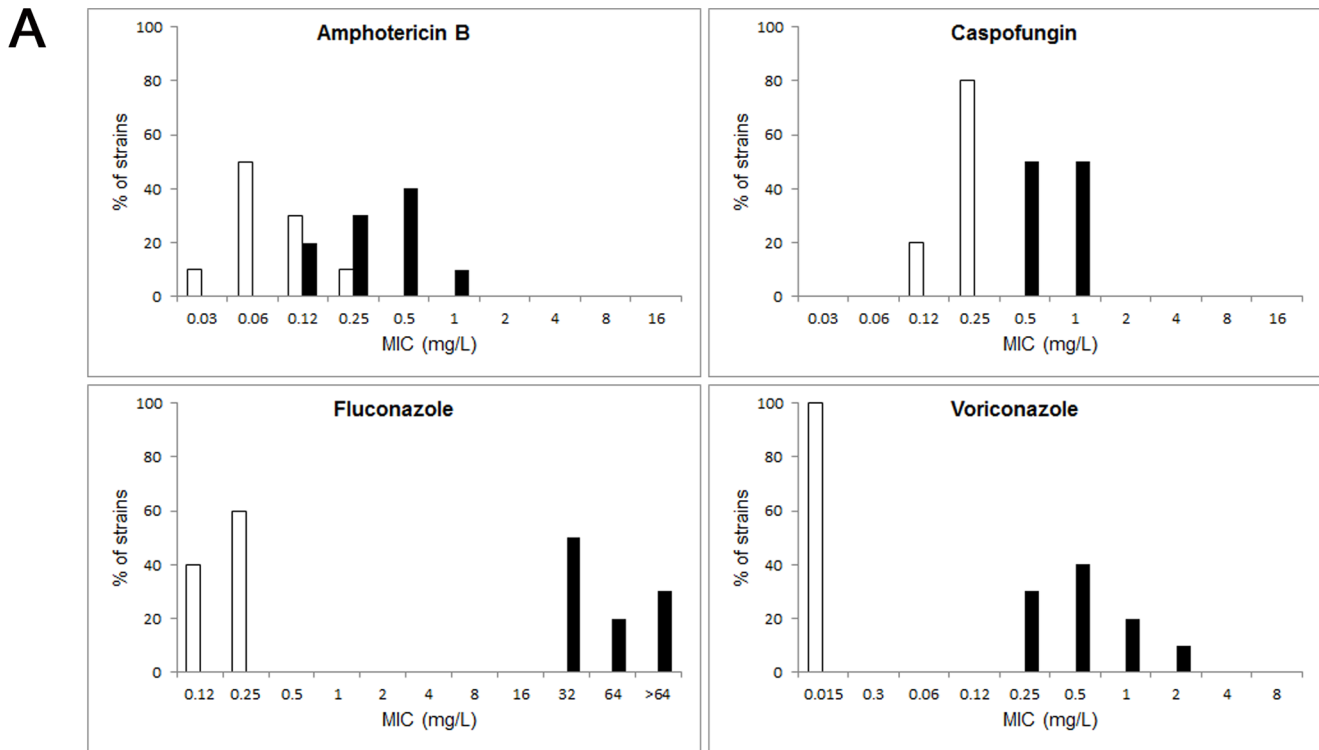 A
Amphotericin B
100
80
60
40
20
0
% of strains
0.03 0.06 0.12 0.25 0.5 1 2 4 8 16
MIC (mg/L)
Caspofungin
100
80
60
40
20
0
% of strains
0.03 0.06 0.12 0.25 0.5 1 2 4 8 16
MIC (mg/L)
Fluconazole
100
80
60
40
20
0
% of strains
0.12 0.25 0.5 1 2 4 8 16 32 64 >64
MIC (mg/L)
Voriconazole
100
80
60
40
20
0
% of strains
0.015 0.3 0.06 0.12 0.25 0.5 1 2 4 8
MIC (mg/L)